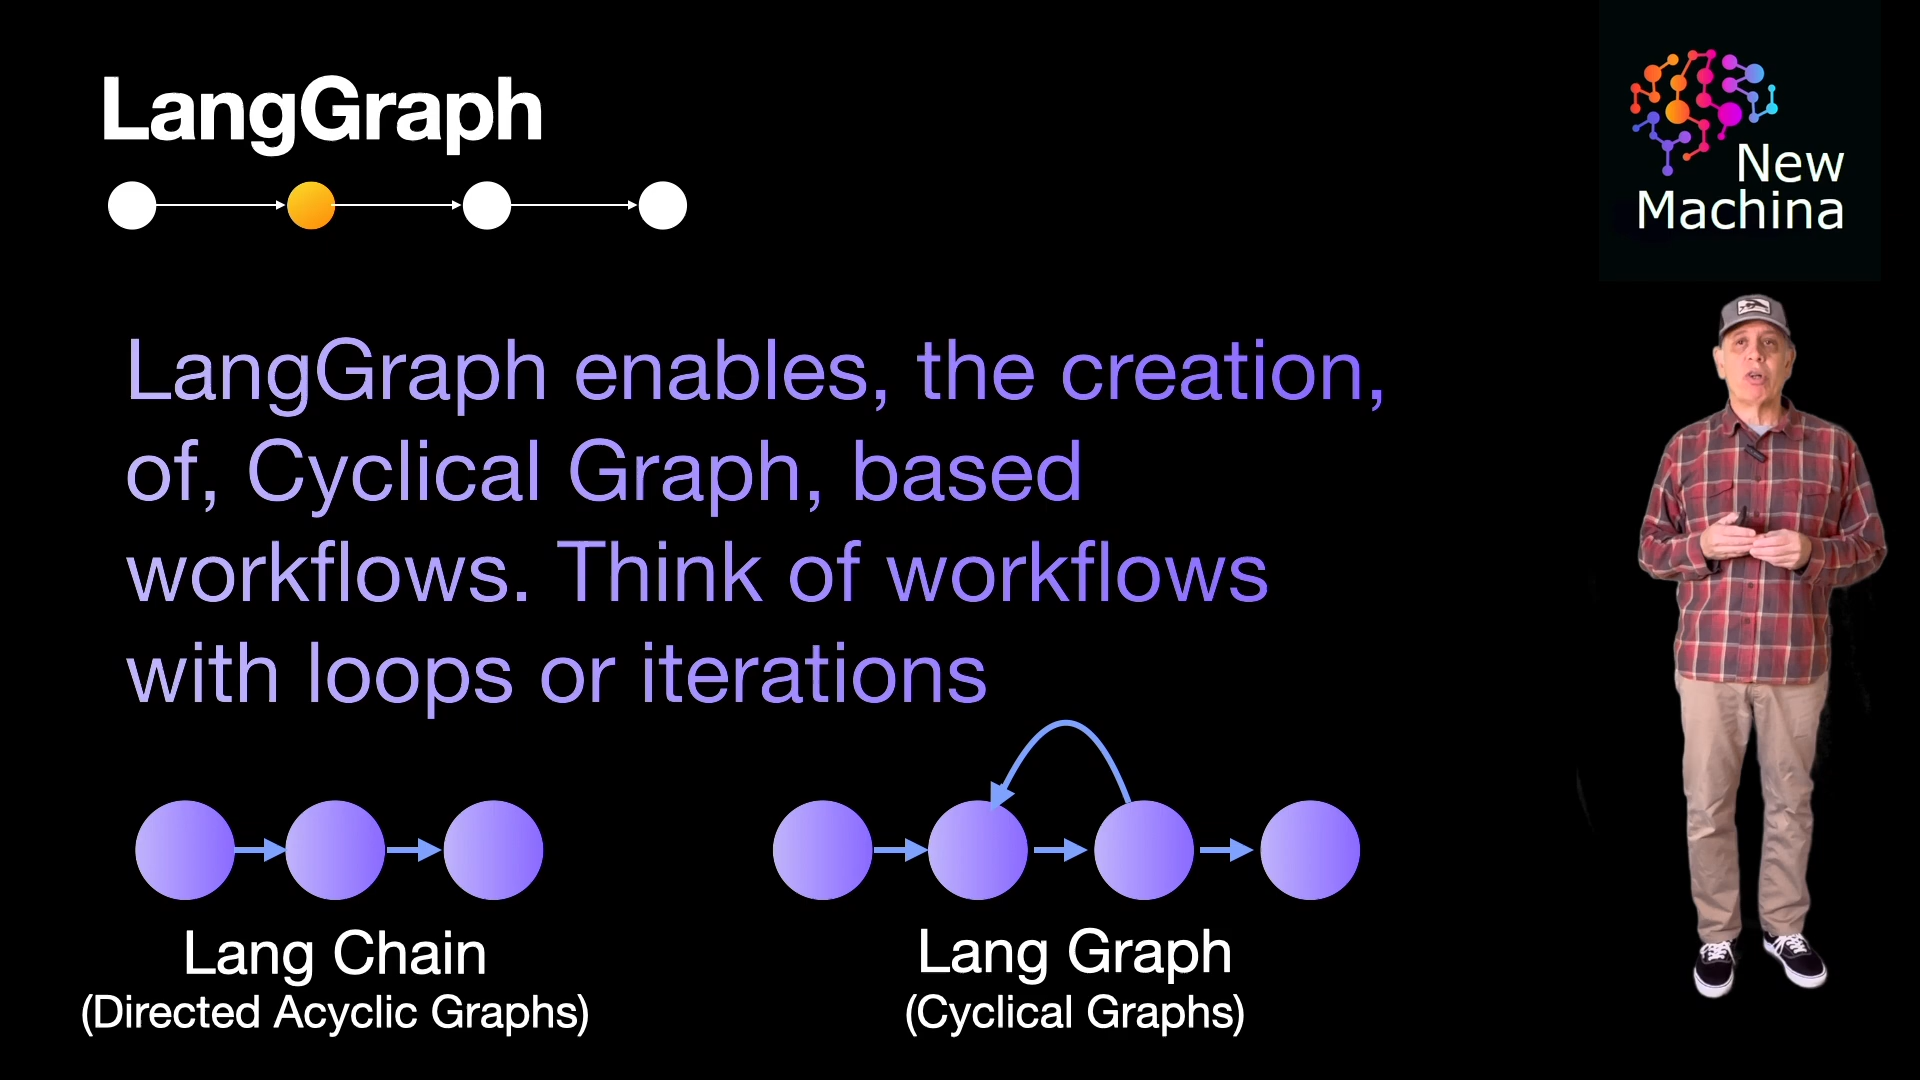 LangGraph
New
Machina
LangGraph enables, the creation,
of, Cyclical Graph, based
workflows. Think of workflows
with loops or iterations
Lang Chain
(Directed Acyclic Graphs)
Lang Graph
(Cyclical Graphs)